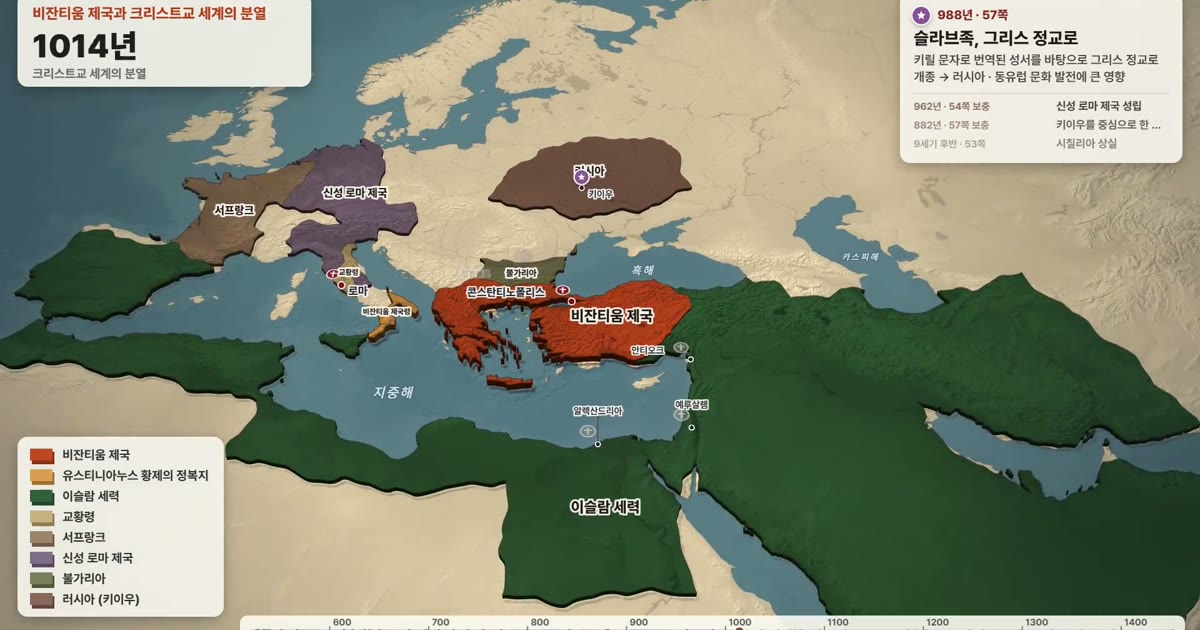 비잔티움 제국과 크리스트교 세계의 분열
1014년
크리스트교 세계의 분열
988년 · 57쪽
슬라브족, 그리스 정교로
키릴 문자로 번역된 성서를 바탕으로 그리스 정교로
개종 → 러시아 · 동유럽 문화 발전에 큰 영향
962년 · 54쪽 보충 신성 로마 제국 성립
882년 · 57쪽 보충 키이우를 중심으로 한 ...
9세기 후반 · 53쪽 시칠리아 상실
키이우
신성 로마 제국
서프랑크
카스피해
흑해
교황령
불가리아
로마
콘스탄티노폴리스
비잔티움 제국령
비잔티움 제국
안티오크
지중해
알렉산드리아
예루살렘
이슬람 세력
비잔티움 제국
유스티니아누스 황제의 정복지
이슬람 세력
교황령
서프랑크
신성 로마 제국
불가리아
러시아 (키이우)
600 700 800 900 1000 1100 1200 1300 1400